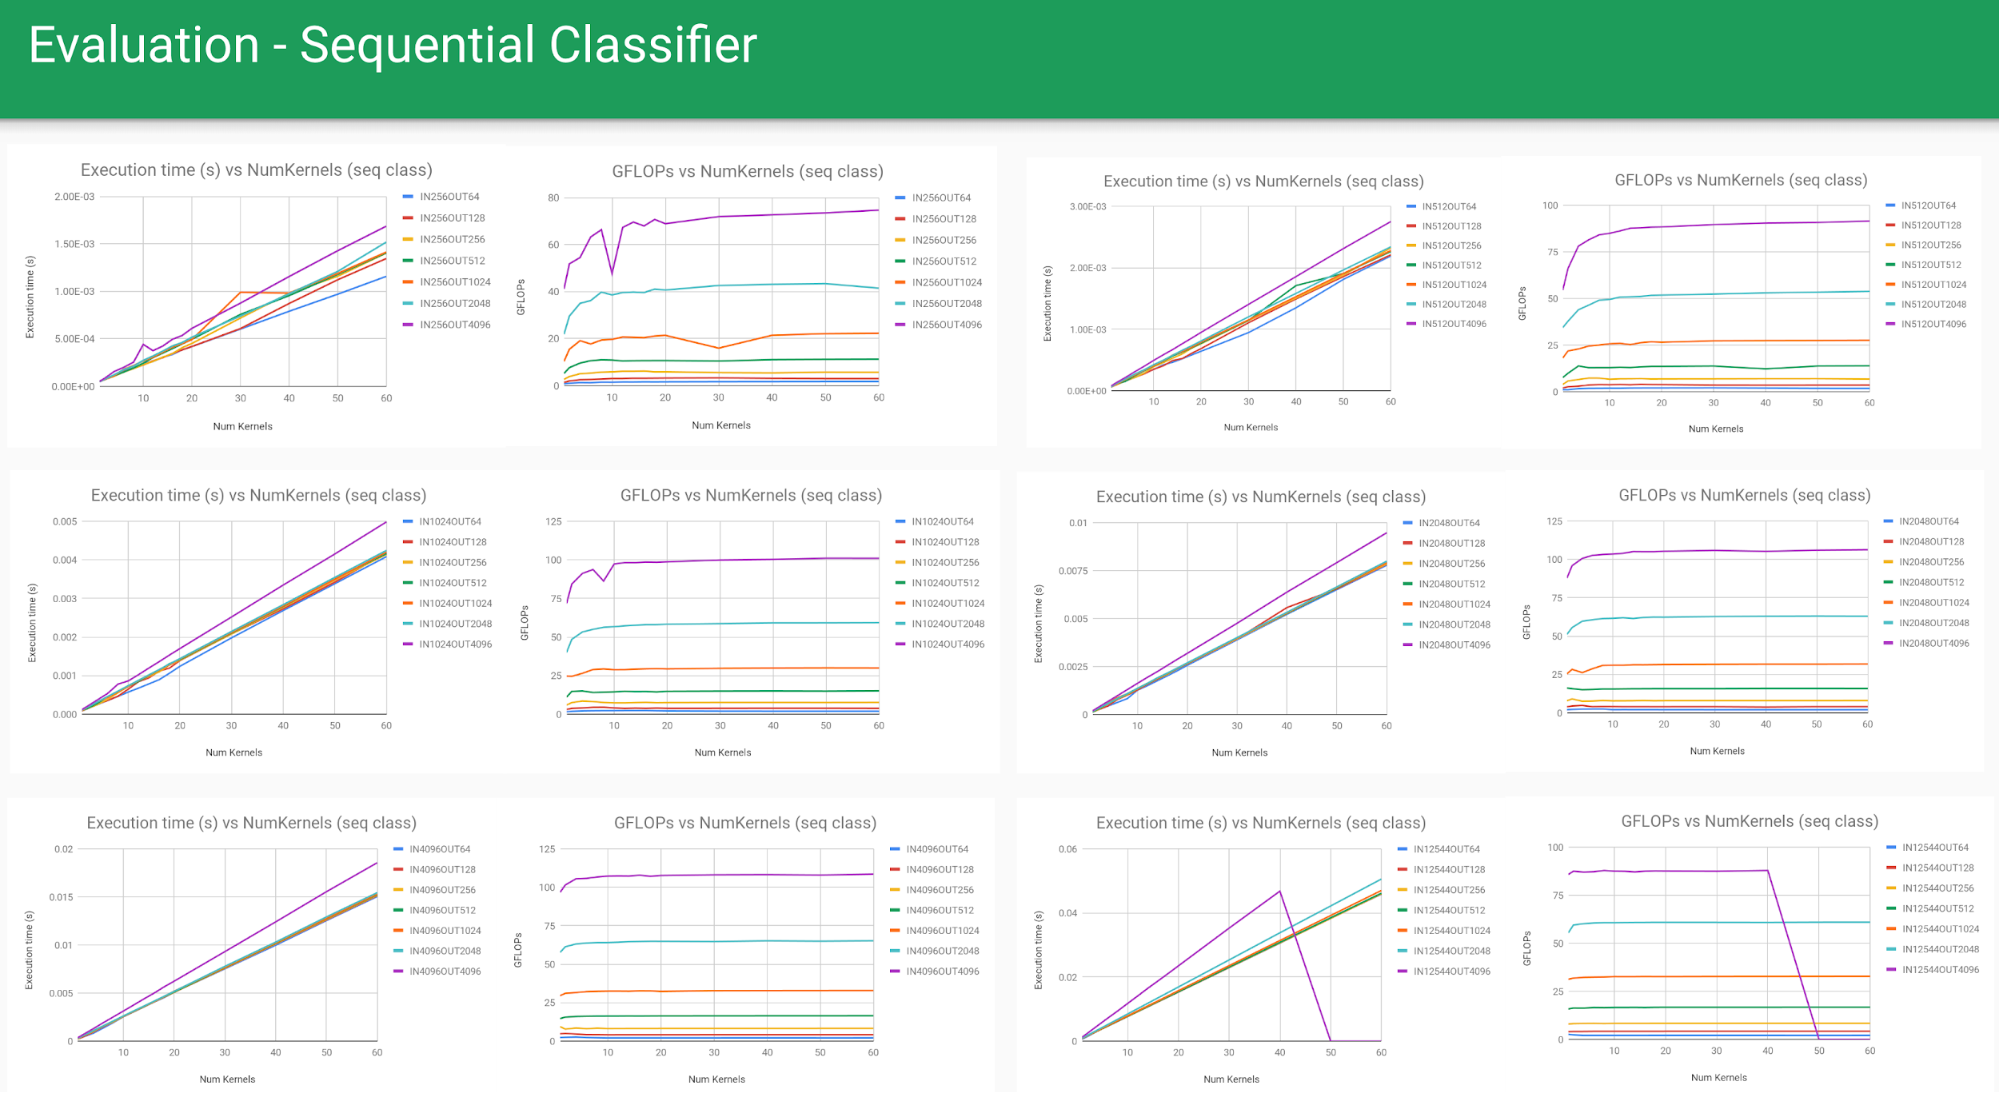 Evaluation - Sequential Classifier
Execution time (s) vs NumKernels (seq class)
2.00E-03
1.50E-03
1.00E-03
5.00E-04
0.00E+00
Execution time (s)
10 20 30 40 50 60
Num Kernels
IN256OUT64
IN256OUT128
IN256OUT256
IN256OUT512
IN256OUT1024
IN256OUT2048
IN256OUT4096
GFLOPs vs NumKernels (seq class)
80
60
40
20
0
GFLOPs
10 20 30 40 50 60
Num Kernels
IN256OUT64
IN256OUT128
IN256OUT256
IN256OUT512
IN256OUT1024
IN256OUT2048
IN256OUT4096
Execution time (s) vs NumKernels (seq class)
3.00E-03
2.00E-03
1.00E-03
0.00E+00
Execution time (s)
10 20 30 40 50 60
Num Kernels
IN512OUT64
IN512OUT128
IN512OUT256
IN512OUT512
IN512OUT1024
IN512OUT2048
IN512OUT4096
GFLOPs vs NumKernels (seq class)
100
75
50
25
0
GFLOPs
10 20 30 40 50 60
Num Kernels
IN512OUT64
IN512OUT128
IN512OUT256
IN512OUT512
IN512OUT1024
IN512OUT2048
IN512OUT4096
Execution time (s) vs NumKernels (seq class)
0.005
0.004
0.003
0.002
0.001
0.000
Execution time (s)
10 20 30 40 50 60
Num Kernels
IN1024OUT64
IN1024OUT128
IN1024OUT256
IN1024OUT512
IN1024OUT1024
IN1024OUT2048
IN1024OUT4096
GFLOPs vs NumKernels (seq class)
125
100
75
50
25
0
GFLOPs
10 20 30 40 50 60
Num Kernels
IN1024OUT64
IN1024OUT128
IN1024OUT256
IN1024OUT512
IN1024OUT1024
IN1024OUT2048
IN1024OUT4096
Execution time (s) vs NumKernels (seq class)
0.01
0.0075
0.005
0.0025
0
Execution time (s)
10 20 30 40 50 60
Num Kernels
IN2048OUT64
IN2048OUT128
IN2048OUT256
IN2048OUT512
IN2048OUT1024
IN2048OUT2048
IN2048OUT4096
GFLOPs vs NumKernels (seq class)
125
100
75
50
25
0
GFLOPs
10 20 30 40 50 60
Num Kernels
IN2048OUT64
IN2048OUT128
IN2048OUT256
IN2048OUT512
IN2048OUT1024
IN2048OUT2048
IN2048OUT4096
Execution time (s) vs NumKernels (seq class)
0.02
0.015
0.01
0.005
0
Execution time (s)
10 20 30 40 50 60
Num Kernels
IN4096OUT64
IN4096OUT128
IN4096OUT256
IN4096OUT512
IN4096OUT1024
IN4096OUT2048
IN4096OUT4096
GFLOPs vs NumKernels (seq class)
125
100
75
50
25
0
GFLOPs
10 20 30 40 50 60
Num Kernels
IN4096OUT64
IN4096OUT128
IN4096OUT256
IN4096OUT512
IN4096OUT1024
IN4096OUT2048
IN4096OUT4096
Execution time (s) vs NumKernels (seq class)
0.06
0.04
0.02
0
Execution time (s)
10 20 30 40 50 60
Num Kernels
IN12544OUT64
IN12544OUT128
IN12544OUT256
IN12544OUT512
IN12544OUT1024
IN12544OUT2048
IN12544OUT4096
GFLOPs vs NumKernels (seq class)
100
75
50
25
0
GFLOPs
10 20 30 40 50 60
Num Kernels
IN12544OUT64
IN12544OUT128
IN12544OUT256
IN12544OUT512
IN12544OUT1024
IN12544OUT2048
IN12544OUT4096